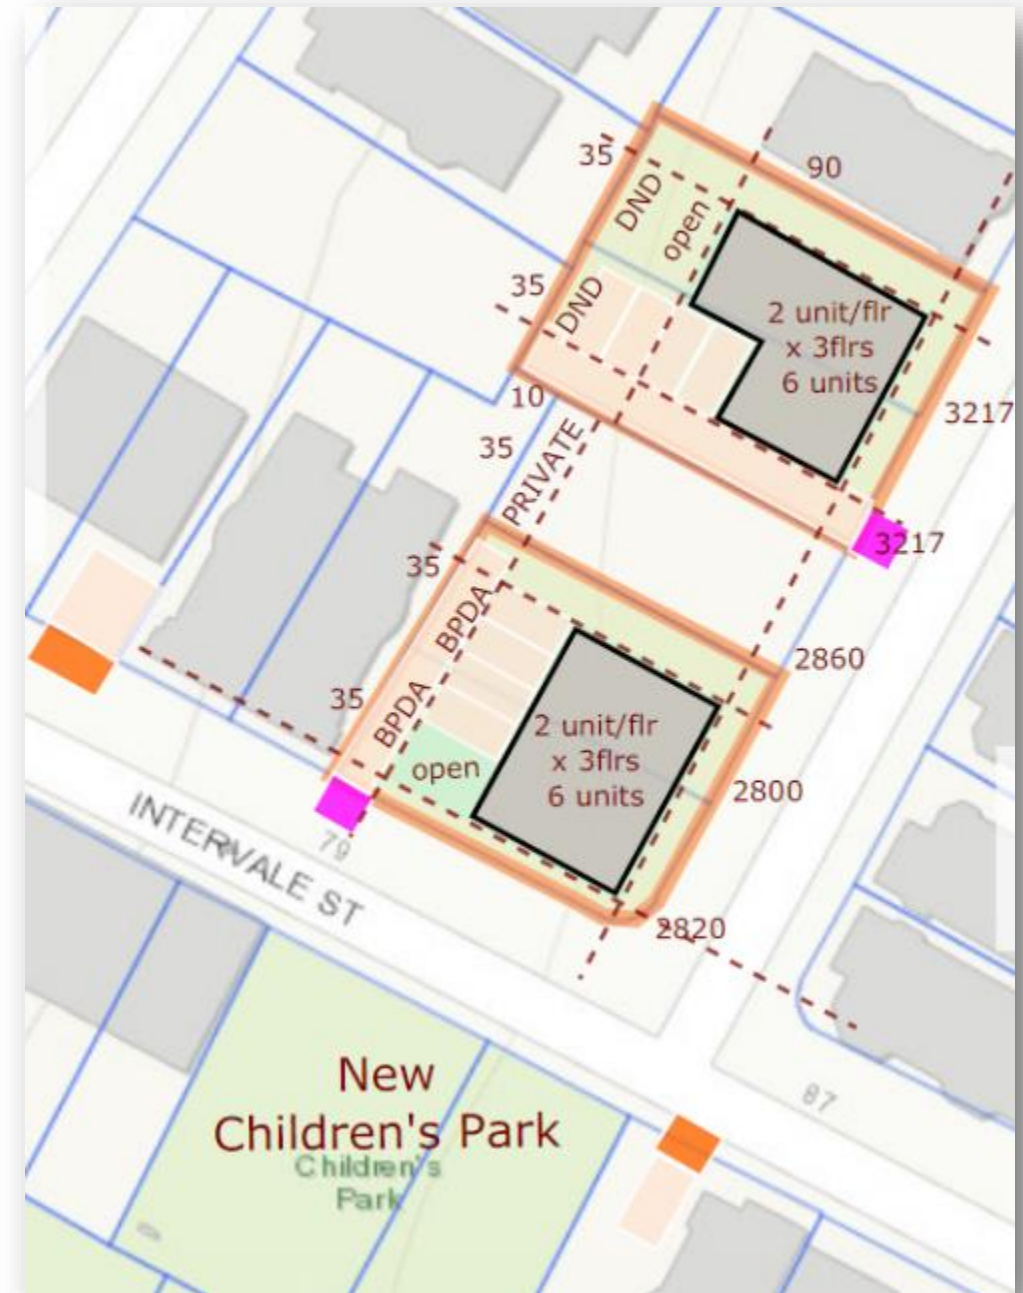 35
90
DND
open
35
DND
2 unit/flr
x 3flrs
6 units
10
3217
35
PRIVATE
3217
35
BPDA
2860
35
BPDA
2 unit/flr
x 3flrs
6 units
open
2800
INTERVALE ST
79
2820
87
New
Children's Park
Children's
Park